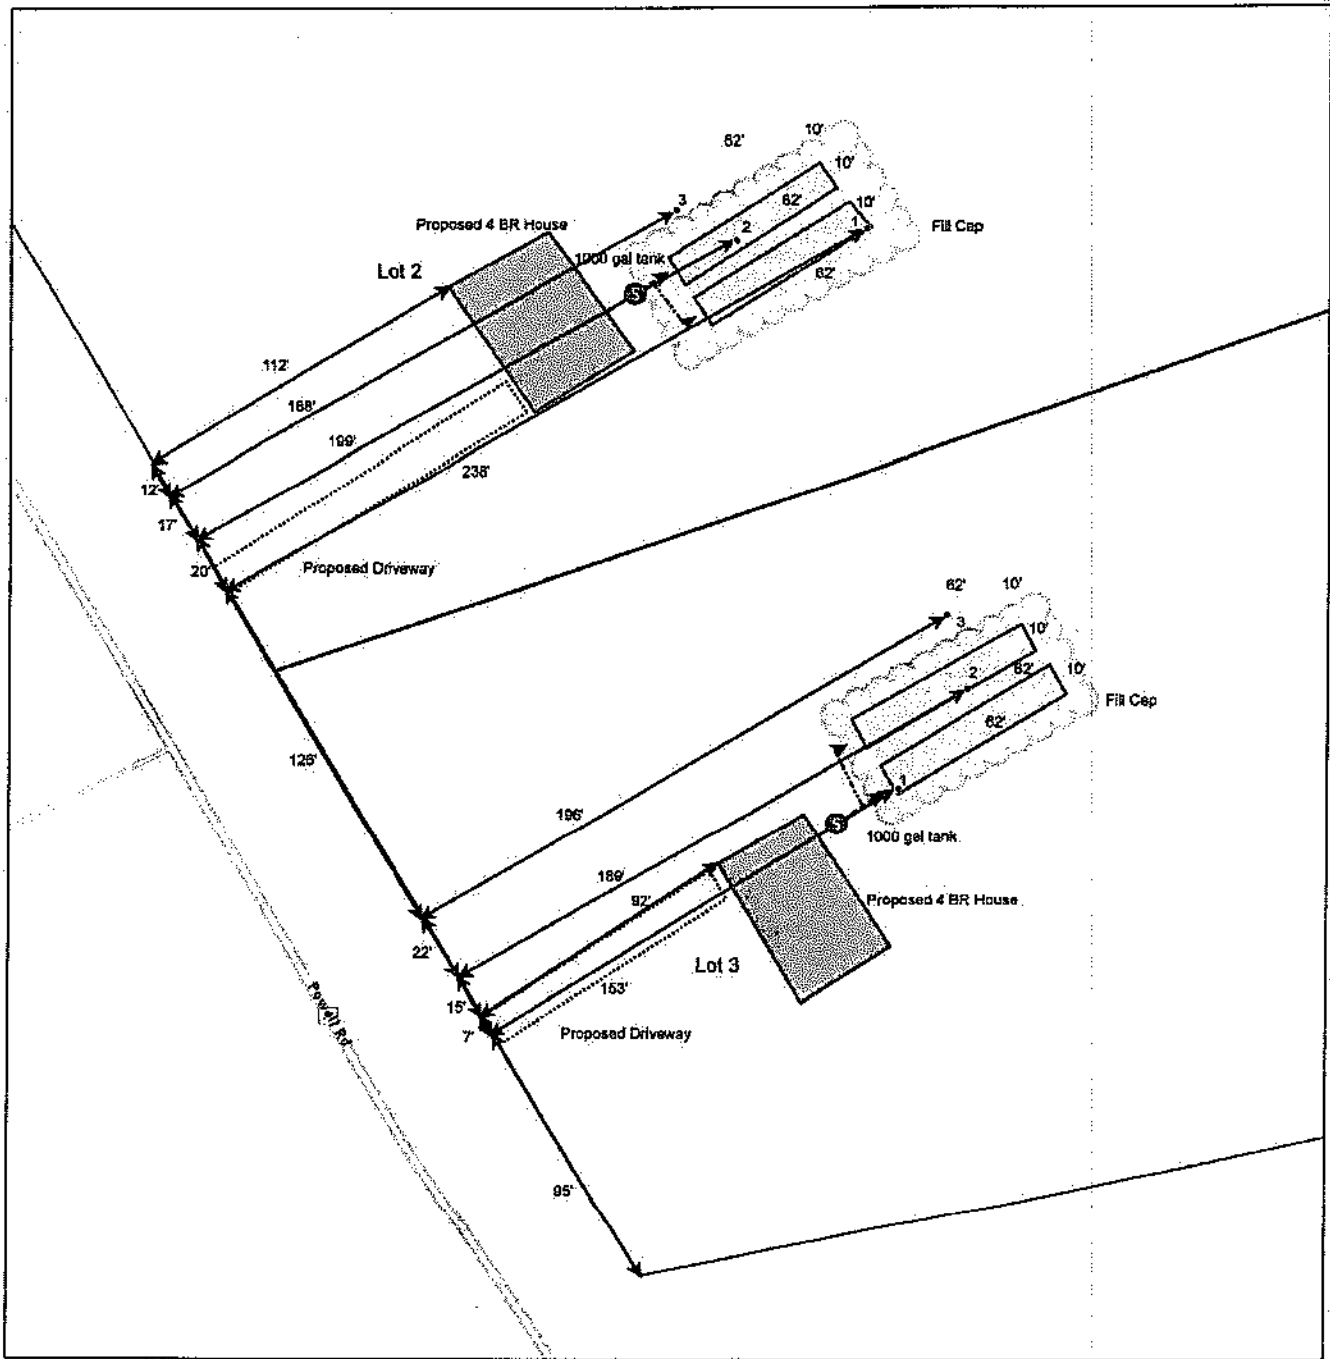 10'
62'
10'
3
62'
10'
Proposed 4 BR House
2
1
Fill Cap
1000 gal tank
Lot 2
S
62'
112'
168'
199'
238'
12'
17'
20'
Proposed Driveway
62'
10'
3
10'
2
62'
10'
Fill Cap
62'
126'
1
196'
S
1000 gal tank
189'
92'
Proposed 4 BR House
22'
Lot 3
153'
15'
7'
Proposed Driveway
Powell Rd
95'